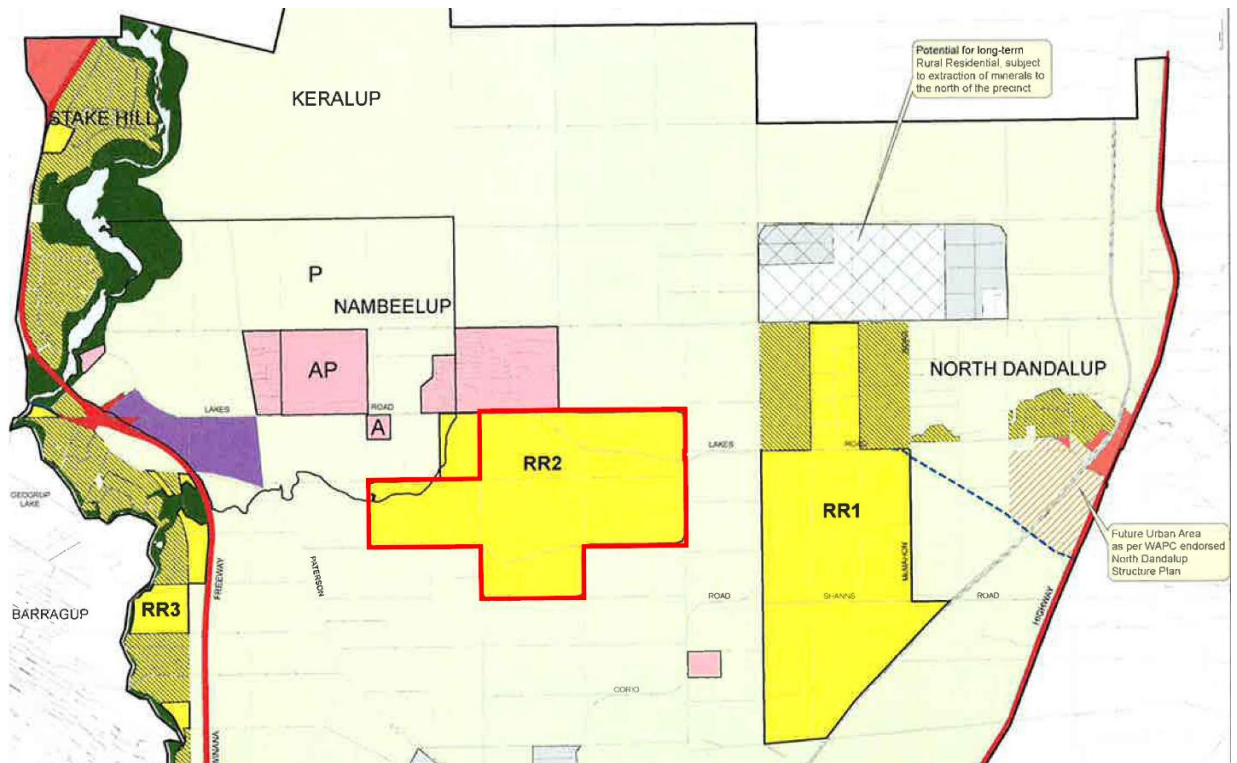 Potential for long-term
Rural Residential, subject
to extraction of minerals to
the north of the precinct
KERALUP
STAKE HILL
P
NAMBEELUP
NORTH DANDALUP
AP
LAKES
ROAD
A
LAKES
ROAD
RR2
RR1
GEOGRUP
LAKE
Future Urban Area
as per WAPC endorsed
North Dandalup
Structure Plan
PATERSON
FREEWAY
McMAHON
RR3
BARRAGUP
ROAD
SHANNS
ROAD
HIGHWAY
CORIO